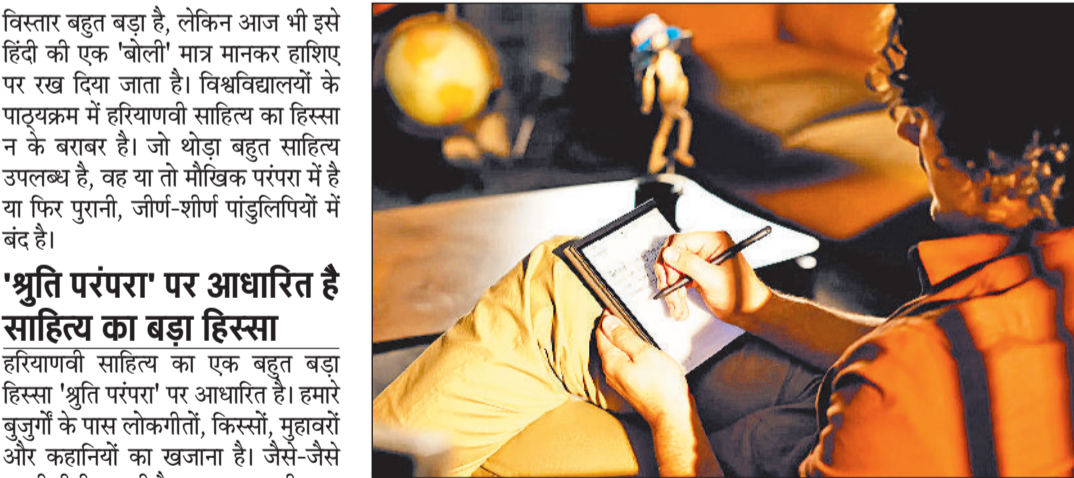 विस्तार बहुत बड़ा है, लेकिन आज भी इसे
हिंदी की एक 'बोली' मात्र मानकर हाशिए
पर रख दिया जाता है। विश्वविद्यालयों के
पाठ्यक्रम में हरियाणवी साहित्य का हिस्सा
न के बराबर है। जो थोड़ा बहुत साहित्य
उपलब्ध है, वह या तो मौखिक परंपरा में है
या फिर पुरानी, जीर्ण-शीर्ण पांडुलिपियों में
बंद है।
'श्रुति परंपरा' पर आधारित है
साहित्य का बड़ा हिस्सा
हरियाणवी साहित्य का एक बहुत बड़ा
हिस्सा 'श्रुति परंपरा' पर आधारित है। हमारे
बुजुर्गों के पास लोकगीतों, किस्सों, मुहावरों
और कहानियों का खजाना है। जैसे-जैसे